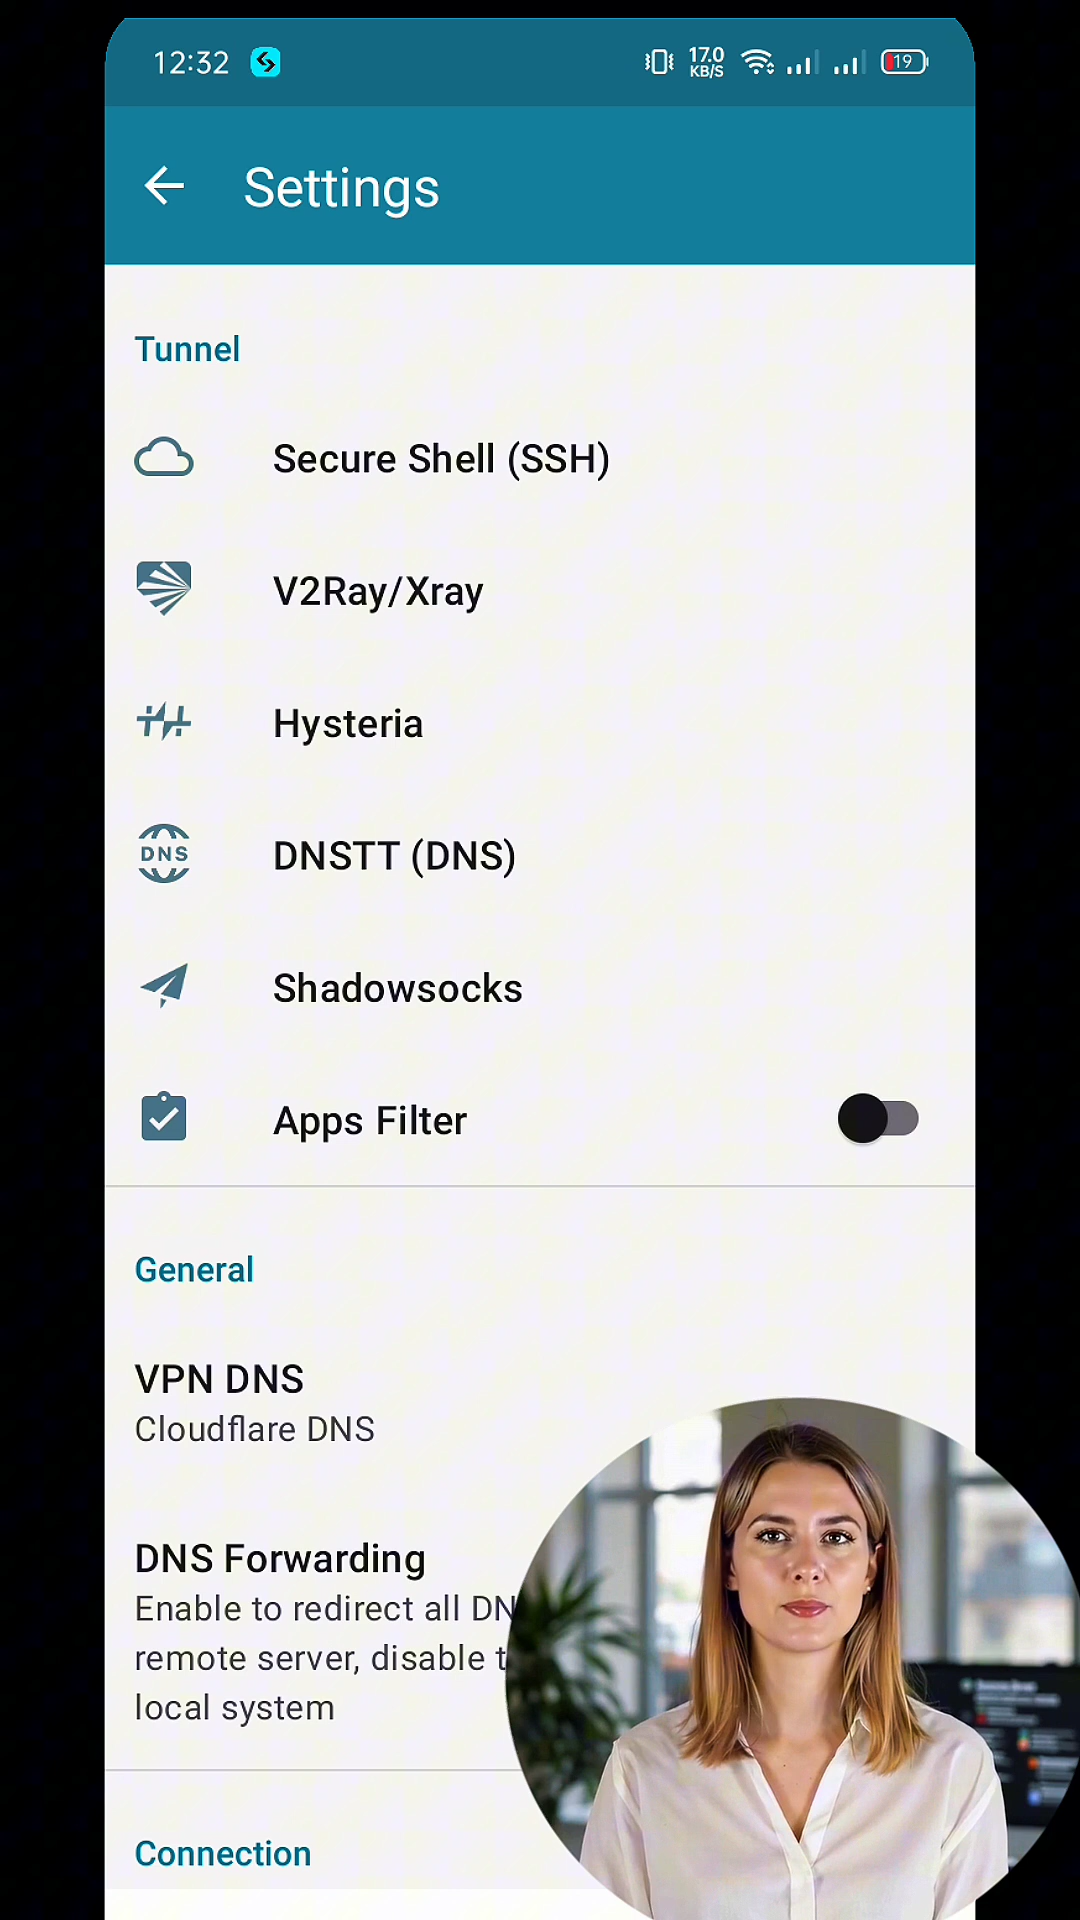 12:32
17.0
KB/S
19
Settings
Tunnel
Secure Shell (SSH)
V2Ray/Xray
Hysteria
DNS
DNSTT (DNS)
Shadowsocks
Apps Filter
General
VPN DNS
Cloudflare DNS
DNS Forwarding
Enable to redirect all DN
remote server, disable t
local system
Connection